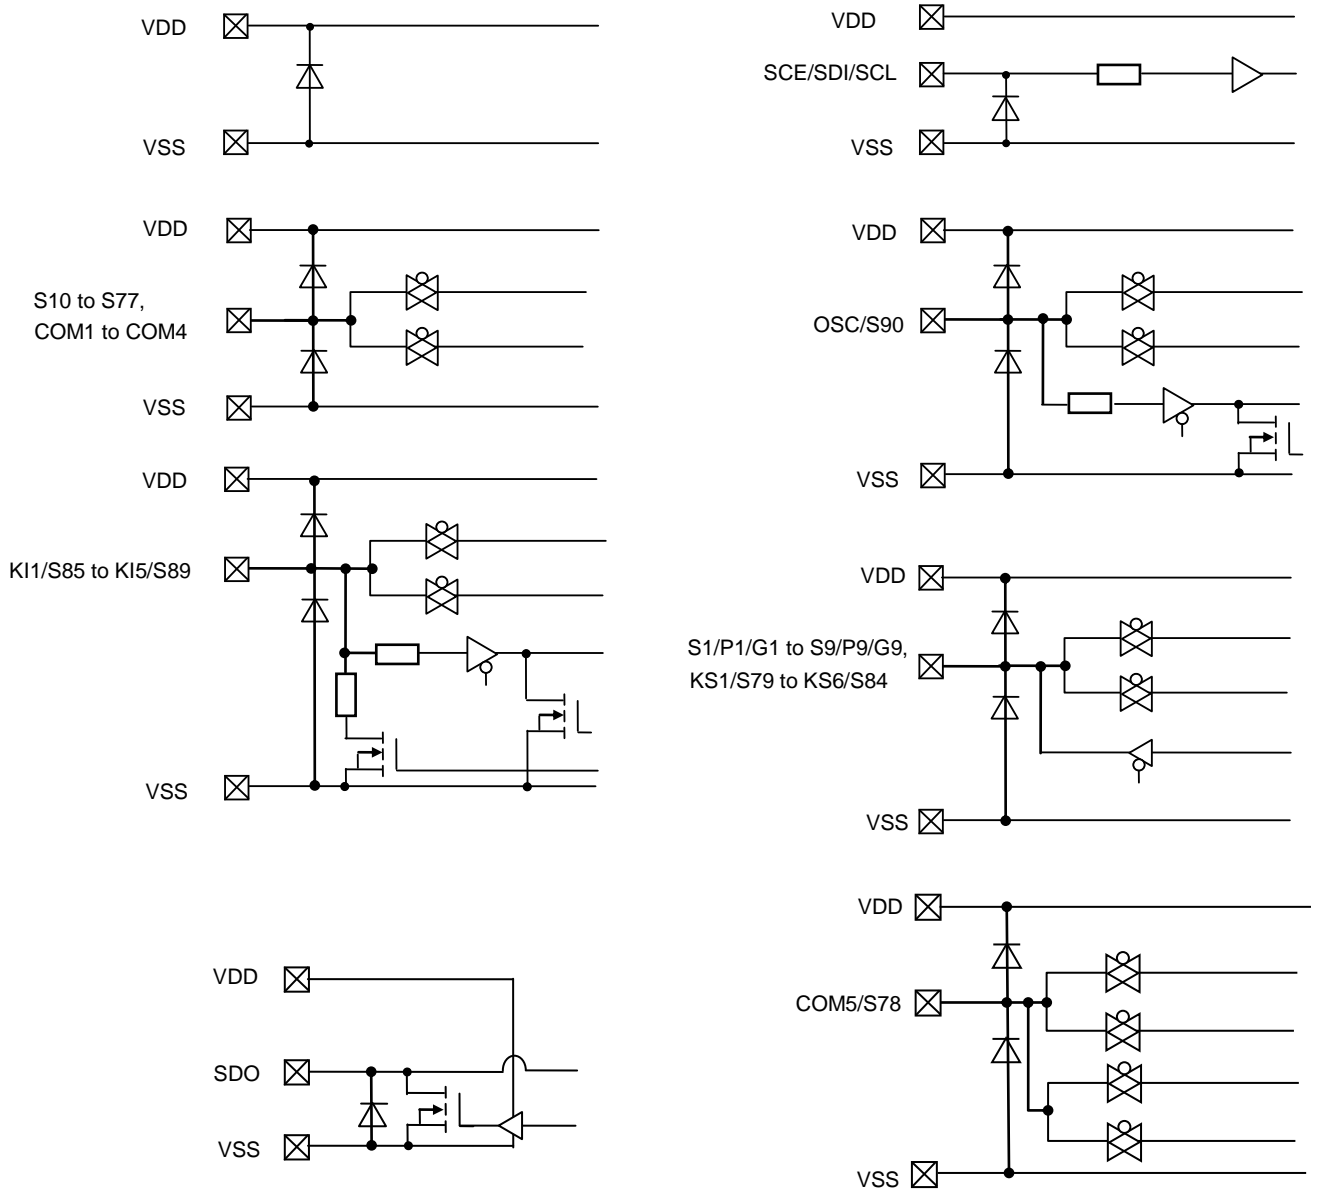 VDD
VSS
VDD
SCE/SDI/SCL
VSS
VDD
S10 to S77,
COM1 to COM4
VSS
VDD
OSC/S90
VSS
VDD
KI1/S85 to KI5/S89
VSS
VDD
S1/P1/G1 to S9/P9/G9,
KS1/S79 to KS6/S84
VSS
VDD
SDO
VSS
VDD
COM5/S78
VSS